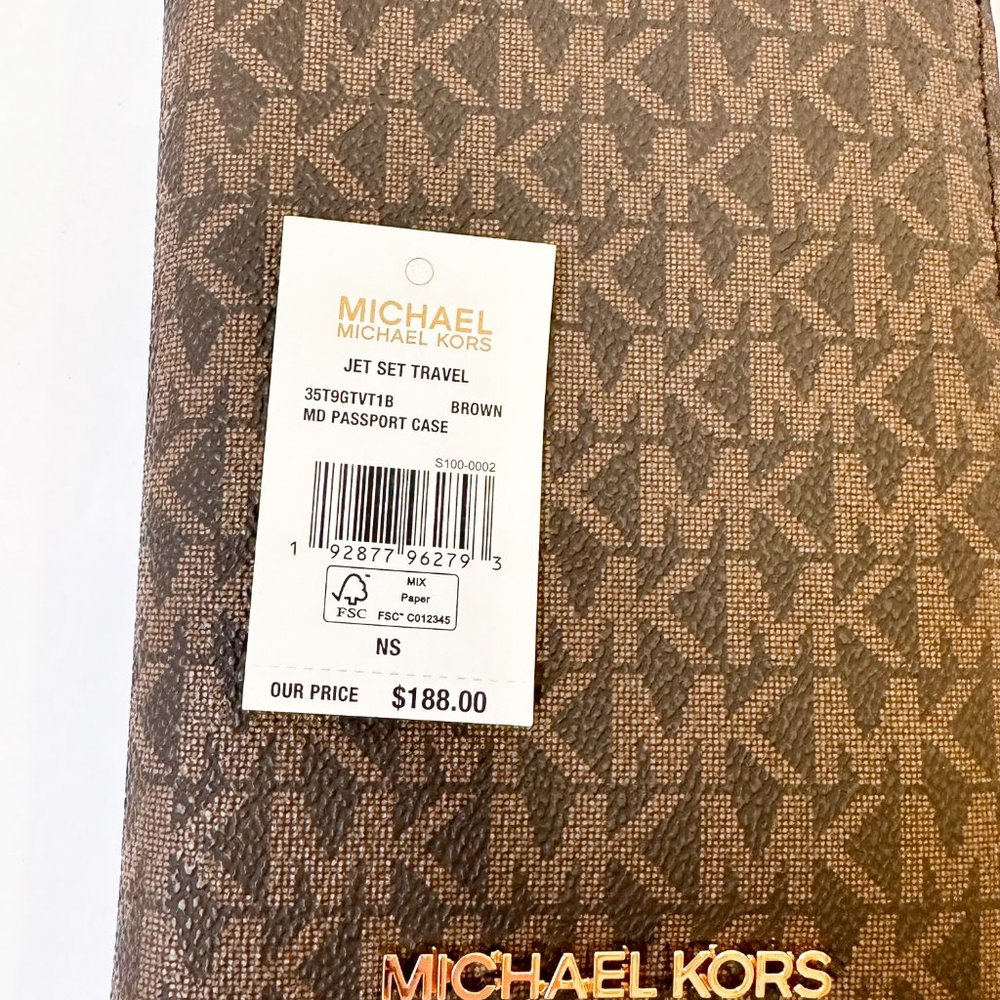 MICHAEL
MICHAEL KORS
JET SET TRAVEL
35T9GTVT1B BROWN
MD PASSPORT CASE
S100-0002
1 92877 96279 3
FSC
MIX
Paper
FSC™ C012345
NS
OUR PRICE $188.00
MICHAEL KORS